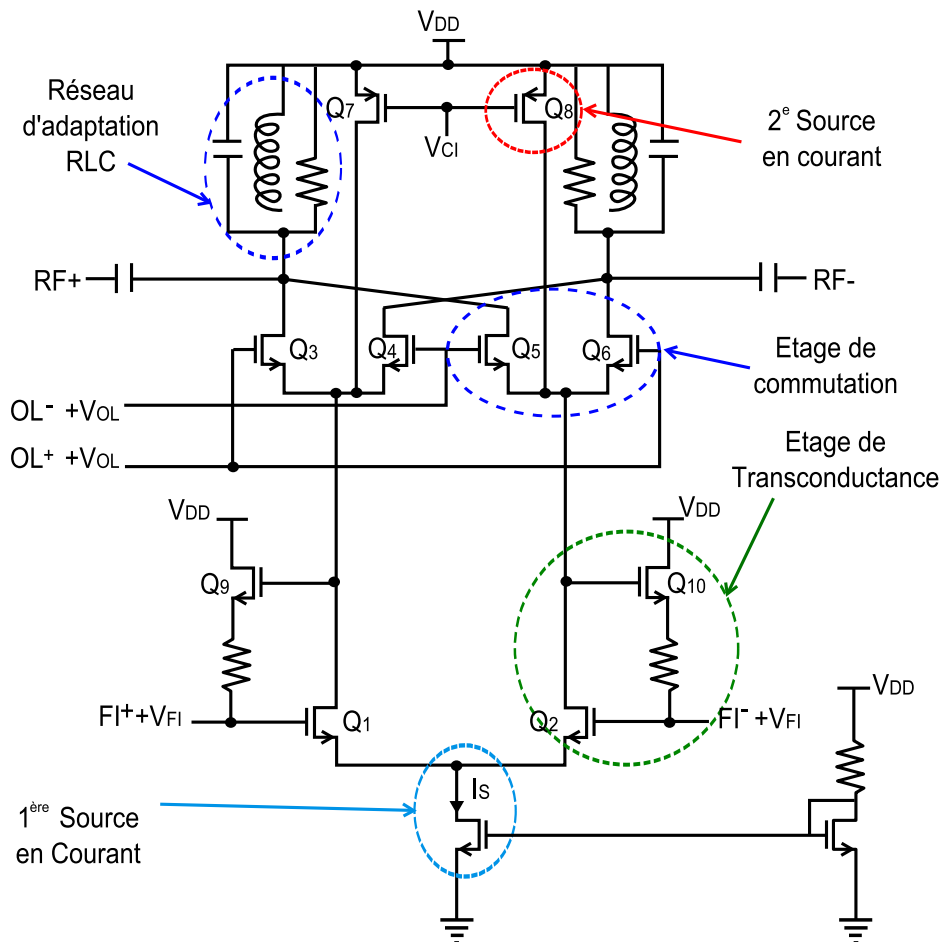 VDD
Réseau
d'adaptation
RLC
Q7
Q8
VCI
2e Source
en courant
RF+
RF-
Q3
Q4
Q5
Q6
Etage de
commutation
OL- +VOL
OL+ +VOL
Etage de
Transconductance
VDD
VDD
Q9
Q10
VDD
FI+ +VFI
Q1
Q2
FI- +VFI
IS
1ère Source
en Courant